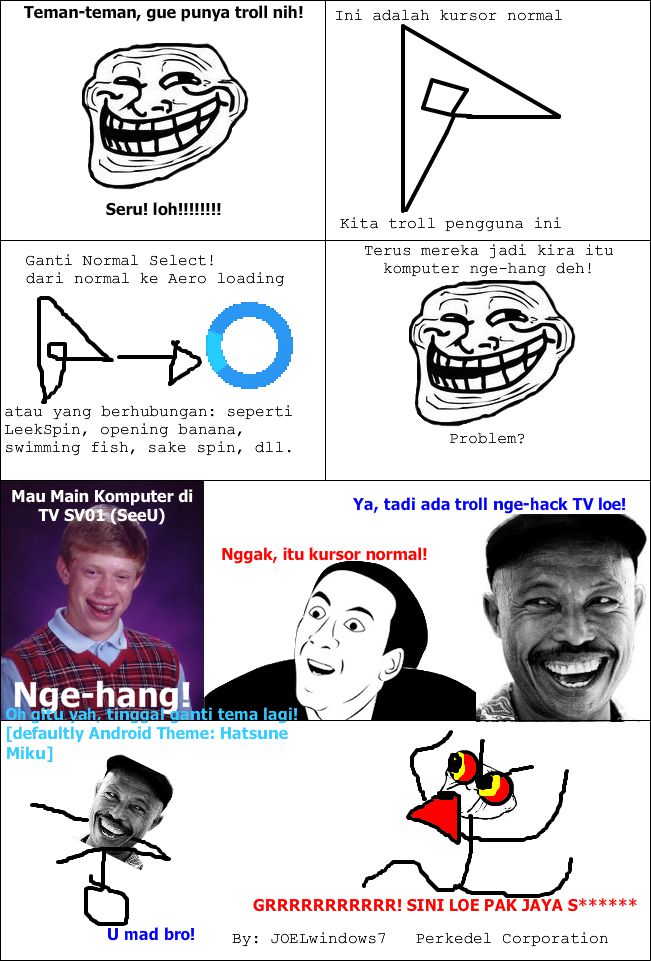 Teman-teman, gue punya troll nih!
Seru! loh!!!!!!!!
Ini adalah kursor normal
Kita troll pengguna ini
Ganti Normal Select!
dari normal ke Aero loading
atau yang berhubungan: seperti
LeekSpin, opening banana,
swimming fish, sake spin, dll.
Terus mereka jadi kira itu
komputer nge-hang deh!
Problem?
Mau Main Komputer di
TV SV01 (SeeU)
Nge-hang!
Nggak, itu kursor normal!
Ya, tadi ada troll nge-hack TV loe!
Oh gitu yah, tinggal ganti tema lagi!
[defaultly Android Theme: Hatsune
Miku]
U mad bro!
GRRRRRRRRRRR! SINI LOE PAK JAYA S******
By: JOELwindows7   Perkedel Corporation